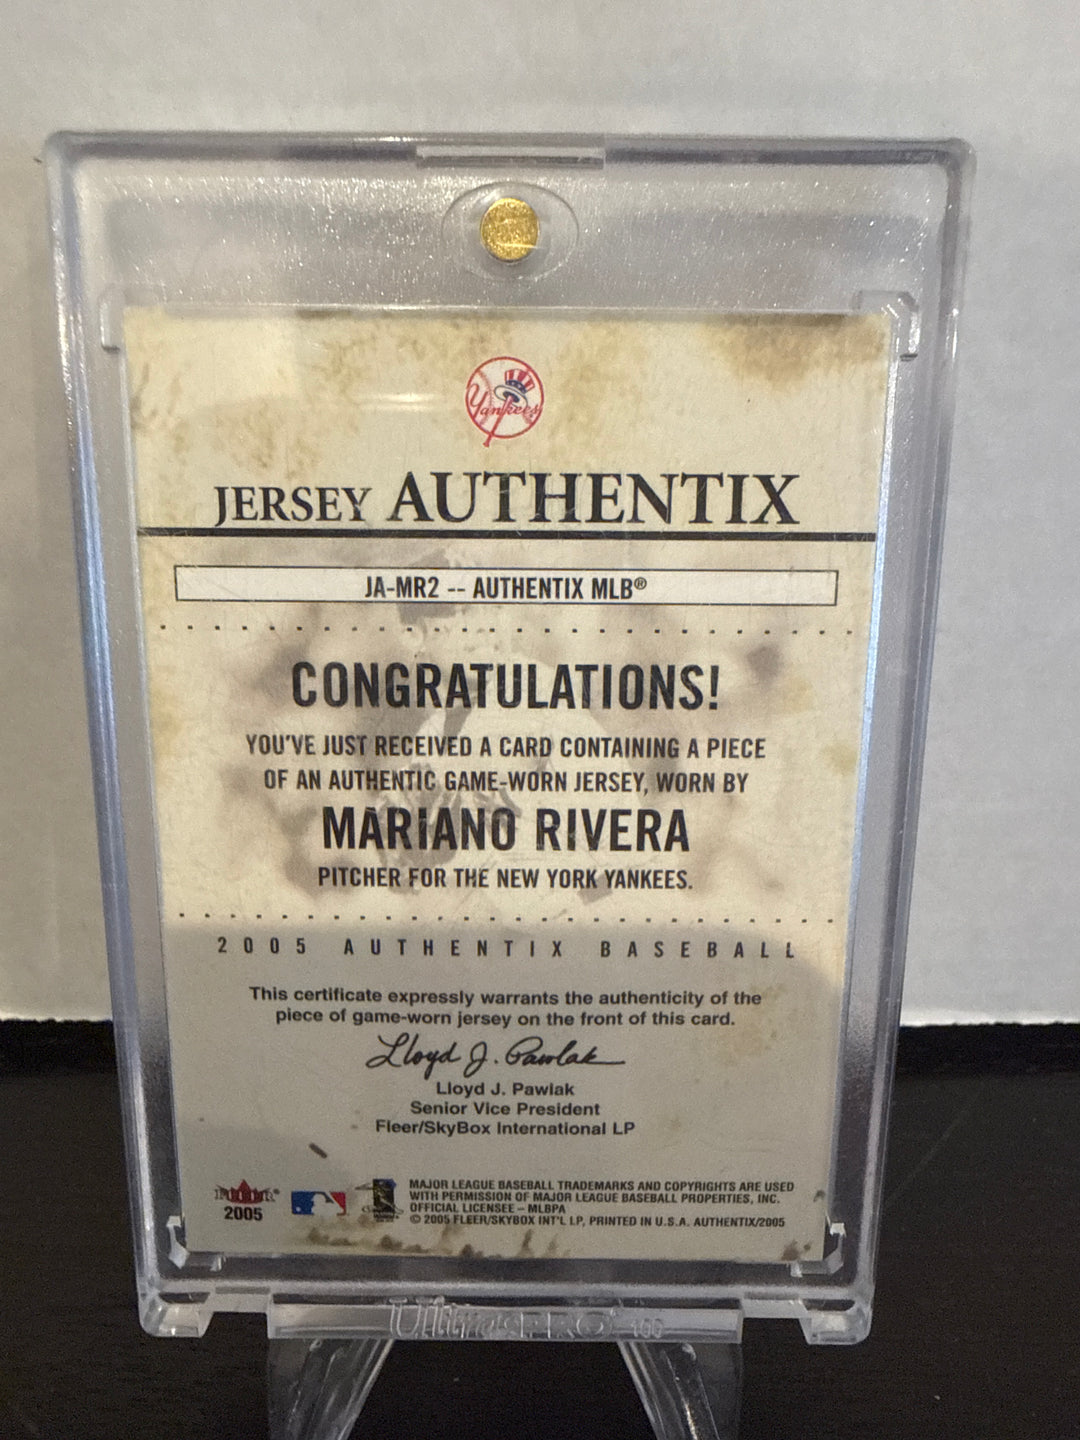 Yankees
JERSEY AUTHENTIX
JA-MR2 -- AUTHENTIX MLB®
CONGRATULATIONS!
YOU'VE JUST RECEIVED A CARD CONTAINING A PIECE
OF AN AUTHENTIC GAME-WORN JERSEY, WORN BY
MARIANO RIVERA
PITCHER FOR THE NEW YORK YANKEES.
2005 AUTHENTIX BASEBALL
This certificate expressly warrants the authenticity of the
piece of game-worn jersey on the front of this card.
Lloyd J. Pawlak
Lloyd J. Pawlak
Senior Vice President
Fleer/SkyBox International LP
FLEER®
2005
MAJOR LEAGUE BASEBALL TRADEMARKS AND COPYRIGHTS ARE USED
WITH PERMISSION OF MAJOR LEAGUE BASEBALL PROPERTIES, INC.
OFFICIAL LICENSEE – MLBPA
© 2005 FLEER/SKYBOX INT'L LP, PRINTED IN U.S.A. AUTHENTIX/2005
Ultra PRO